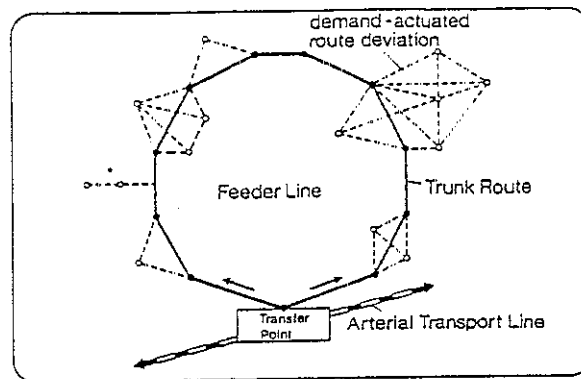 demand-actuated
route deviation
Feeder Line
Trunk Route
Transfer
Point
Arterial Transport Line